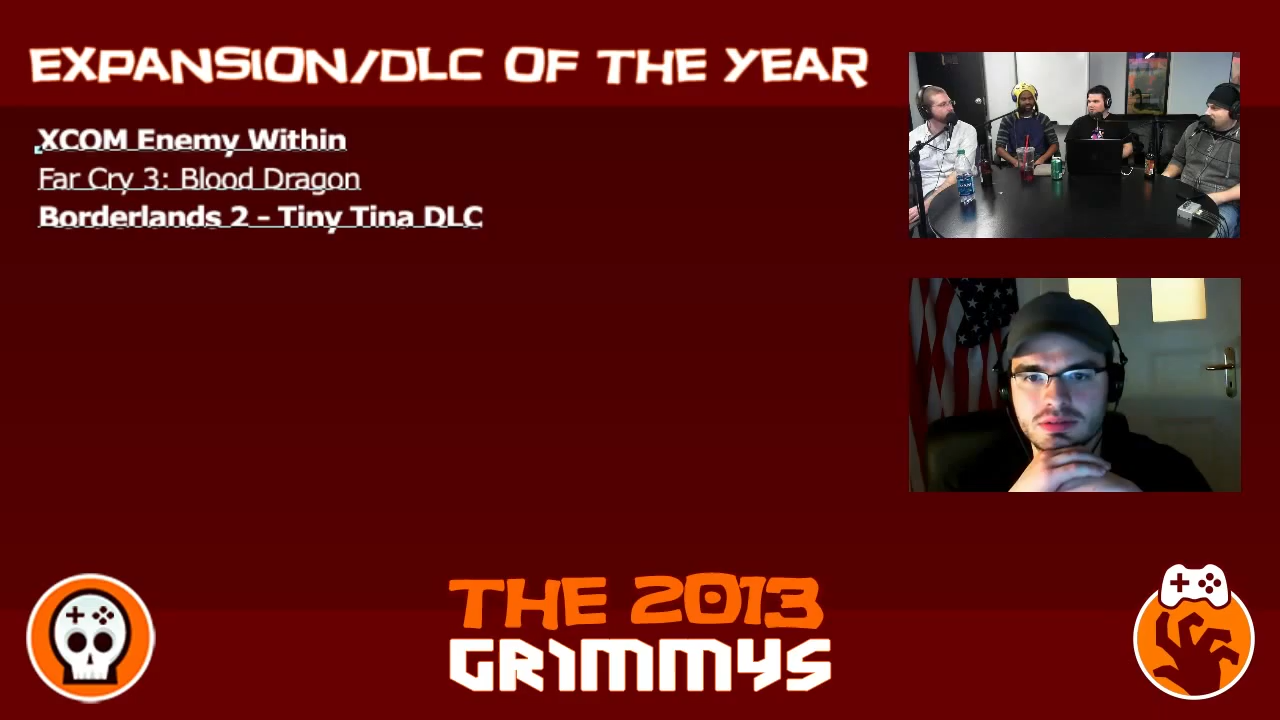 EXPANSION/DLC OF THE YEAR
XCOM Enemy Within
Far Cry 3: Blood Dragon
Borderlands 2 - Tiny Tina DLC
THE 2013
GR1MM4S